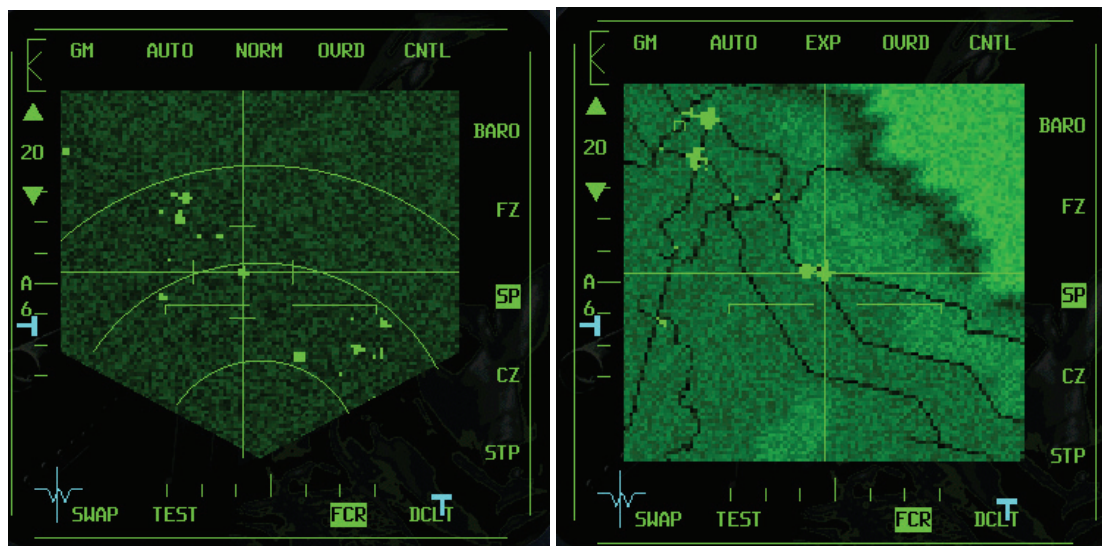 GM AUTO NORM OVRD CNTL
BARO
20
FZ
A
6
SP
CZ
STP
SWAP TEST FCR DCLT
GM AUTO EXP OVRD CNTL
BARO
20
FZ
A
6
SP
CZ
STP
SWAP TEST FCR DCLT